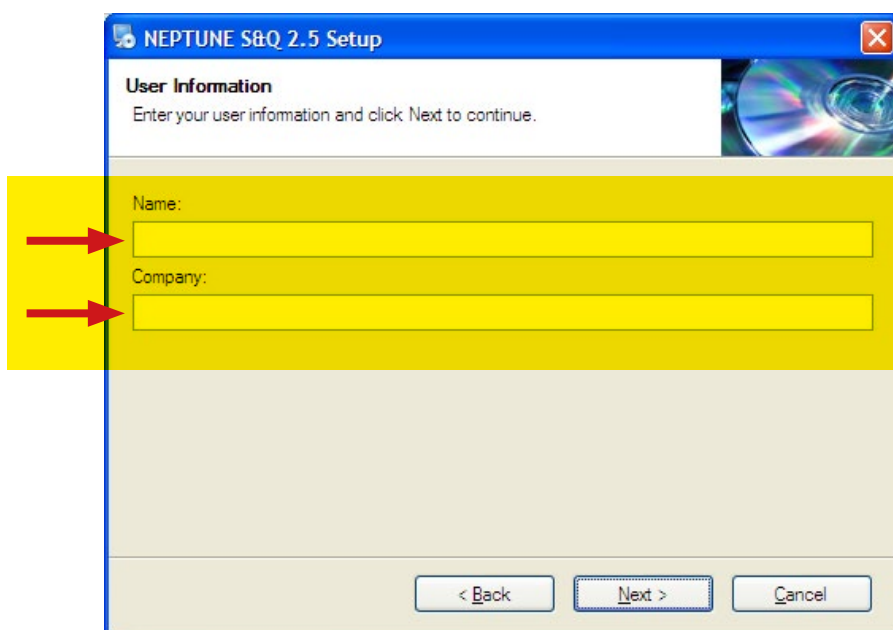 NEPTUNE S&Q 2.5 Setup
User Information
Enter your user information and click Next to continue.
Name:
Company:
< Back Next > Cancel